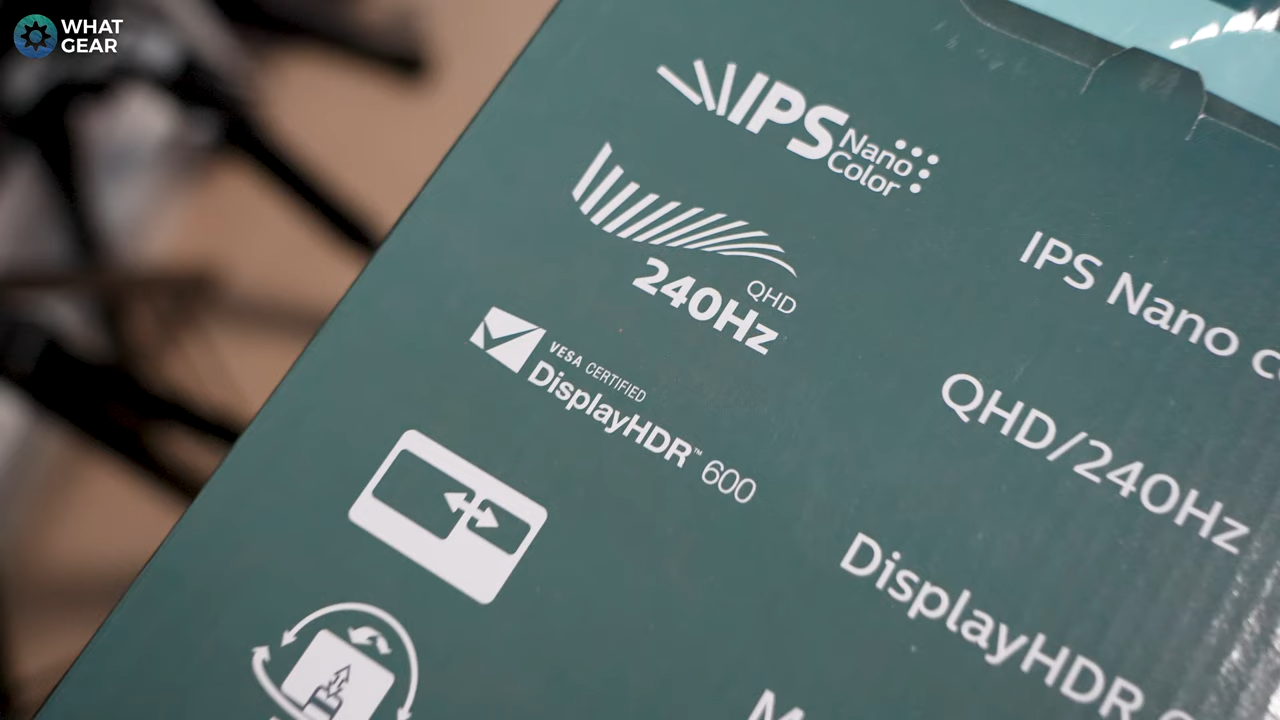 WHAT
GEAR
IPS Nano
Color
IPS Nano
QHD
240Hz
QHD/240Hz
VESA CERTIFIED
DisplayHDR™ 600
DisplayHDR